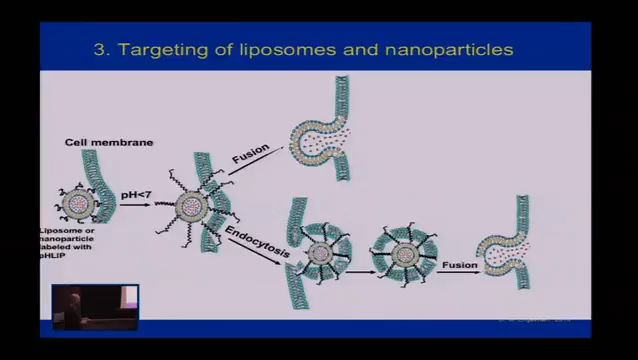 3. Targeting of liposomes and nanoparticles
Cell membrane
pH<7
Fusion
Endocytosis
Fusion
Liposome or
nanoparticle
labeled with
pHLIP